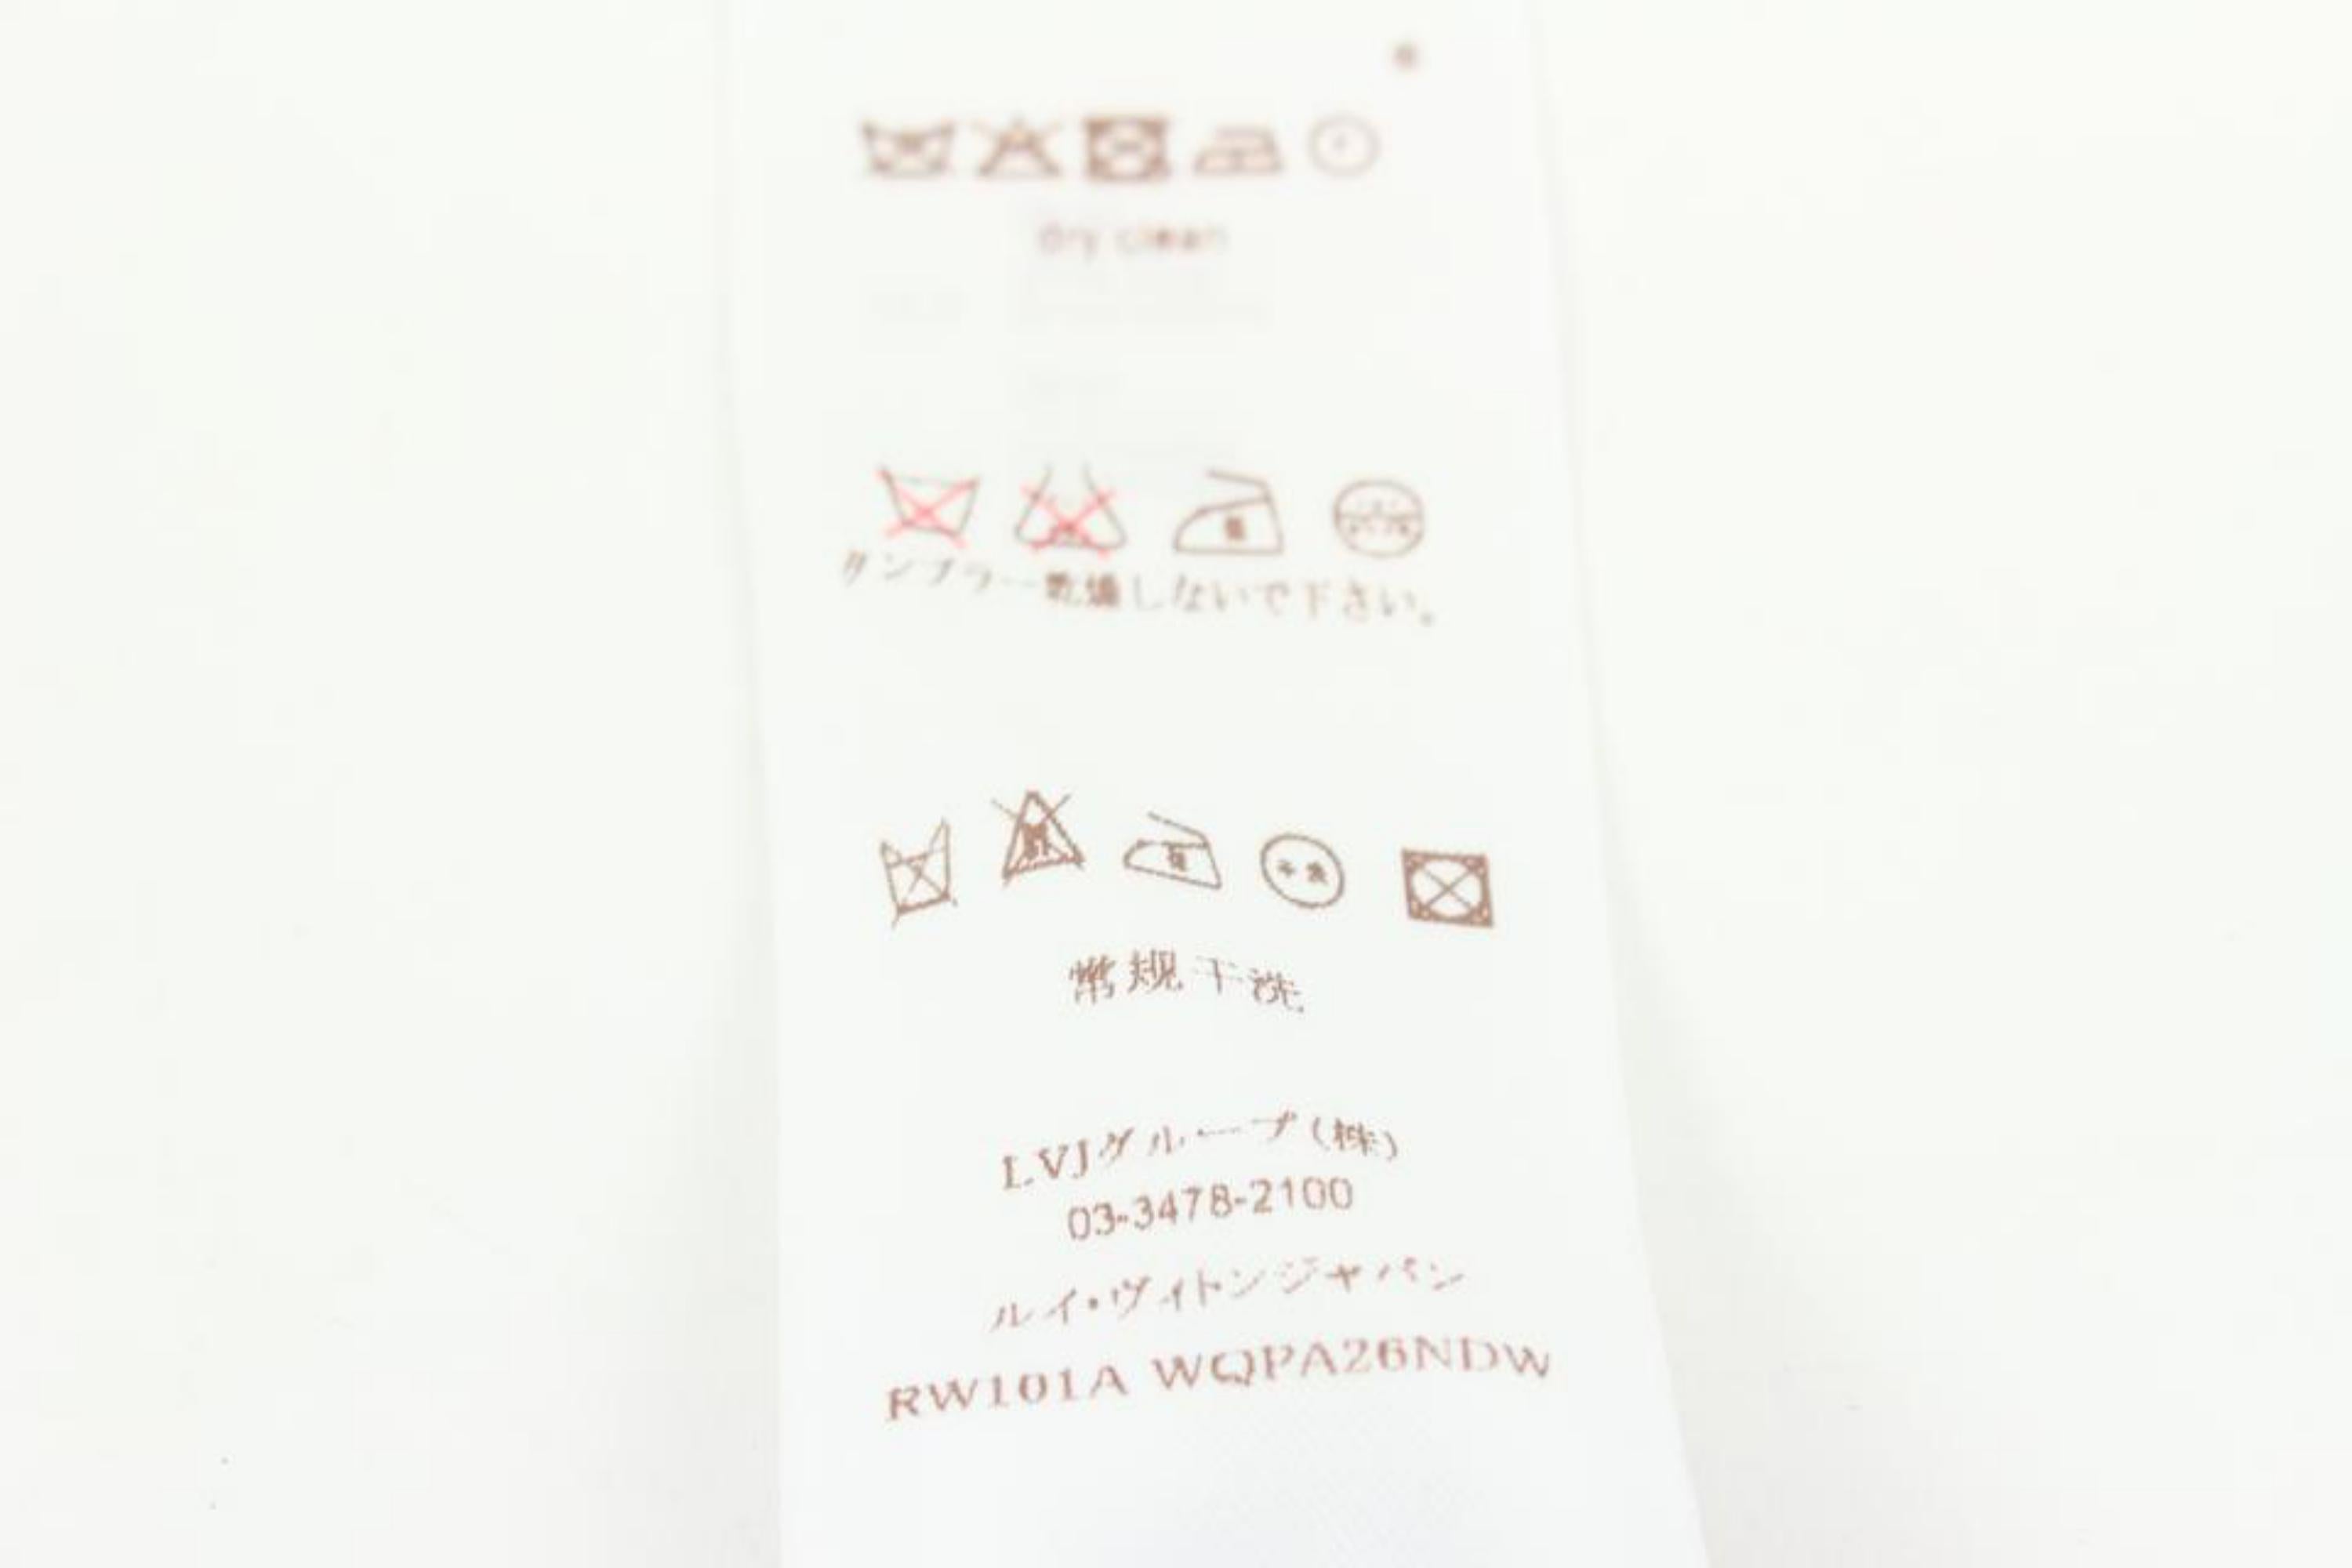 dry clean
タンブラー乾燥しないで下さい。
常规干洗
LVJグループ(株)
03-3478-2100
ルイ・ヴィトンジャパン
RW101A WQPA26NDW